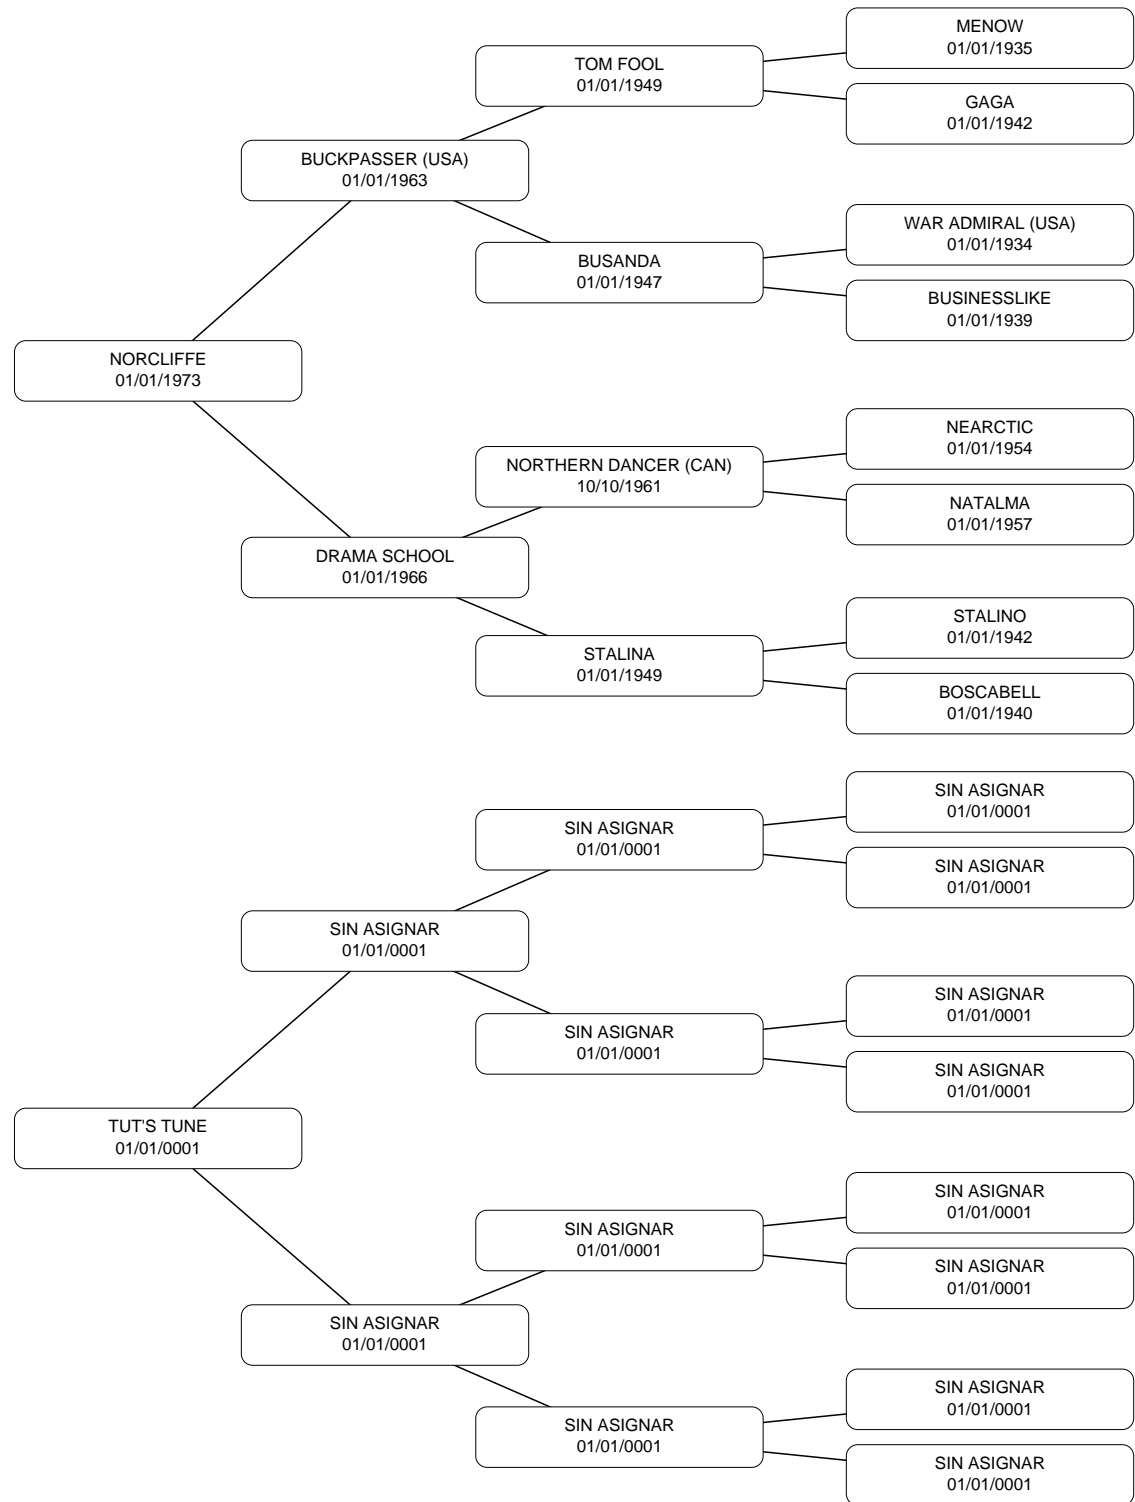 MENOW
01/01/1935
TOM FOOL
01/01/1949
GAGA
01/01/1942
BUCKPASSER (USA)
01/01/1963
WAR ADMIRAL (USA)
01/01/1934
BUSANDA
01/01/1947
BUSINESSLIKE
01/01/1939
NORCLIFFE
01/01/1973
NEARCTIC
01/01/1954
NORTHERN DANCER (CAN)
10/10/1961
NATALMA
01/01/1957
DRAMA SCHOOL
01/01/1966
STALINO
01/01/1942
STALINA
01/01/1949
BOSCABELL
01/01/1940
SIN ASIGNAR
01/01/0001
SIN ASIGNAR
01/01/0001
SIN ASIGNAR
01/01/0001
SIN ASIGNAR
01/01/0001
SIN ASIGNAR
01/01/0001
SIN ASIGNAR
01/01/0001
SIN ASIGNAR
01/01/0001
TUT'S TUNE
01/01/0001
SIN ASIGNAR
01/01/0001
SIN ASIGNAR
01/01/0001
SIN ASIGNAR
01/01/0001
SIN ASIGNAR
01/01/0001
SIN ASIGNAR
01/01/0001
SIN ASIGNAR
01/01/0001
SIN ASIGNAR
01/01/0001